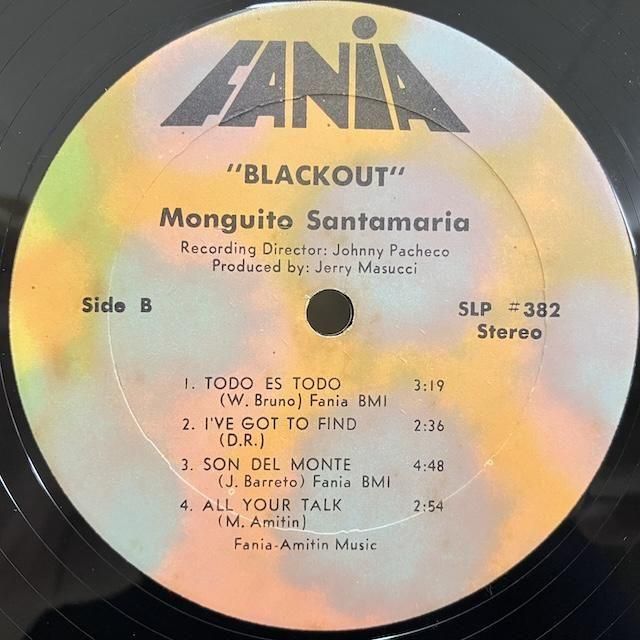 FANIA
"BLACKOUT"
Monguito Santamaria
Recording Director: Johnny Pacheco
Produced by: Jerry Masucci
Side B
SLP #382
Stereo
1. TODO ES TODO 3:19
(W. Bruno) Fania BMI
2. I'VE GOT TO FIND 2:36
(D.R.)
3. SON DEL MONTE 4:48
(J. Barreto) Fania BMI
4. ALL YOUR TALK 2:54
(M. Amitin)
Fania-Amitin Music